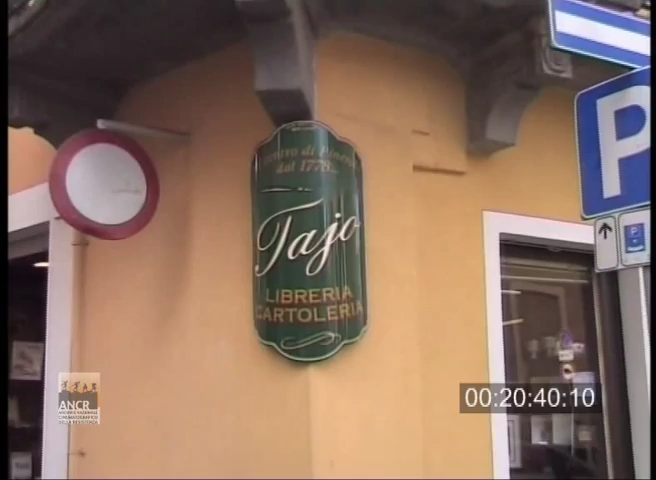 dal 1778
Tajo
LIBRERIA
CARTOLERIA
P
P
ANCR
00:20:40:10